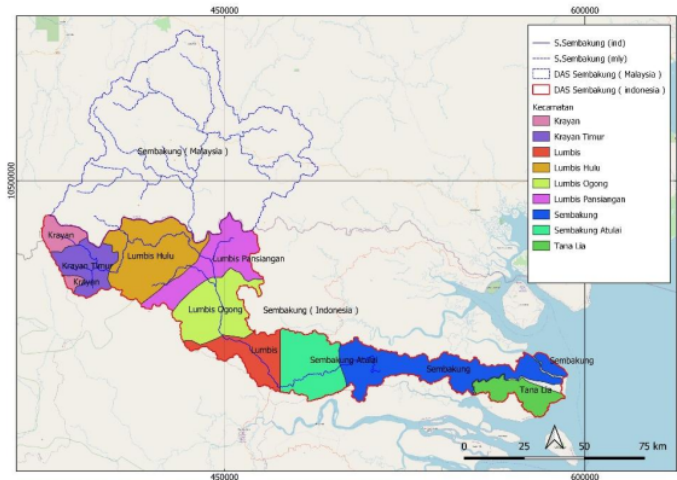 450000
600000
10500000
10500000
S.Sembakung (ind)
S.Sembakung (mly)
DAS Sembakung ( Malaysia )
DAS Sembakung ( indonesia )
Kecamatan
Krayan
Krayan Timur
Lumbis
Lumbis Hulu
Lumbis Ogong
Lumbis Pansiangan
Sembakung
Sembakung Atulai
Tana Lia
Sembakung ( Malaysia )
Krayan
Krayan Timur
Krayan
Lumbis Hulu
Lumbis Pansiangan
Lumbis Ogong
Sembakung ( Indonesia )
Lumbis
Sembakung Atulai
Sembakung
Sembakung
Tana Lia
0 25 50 75 km
450000
600000